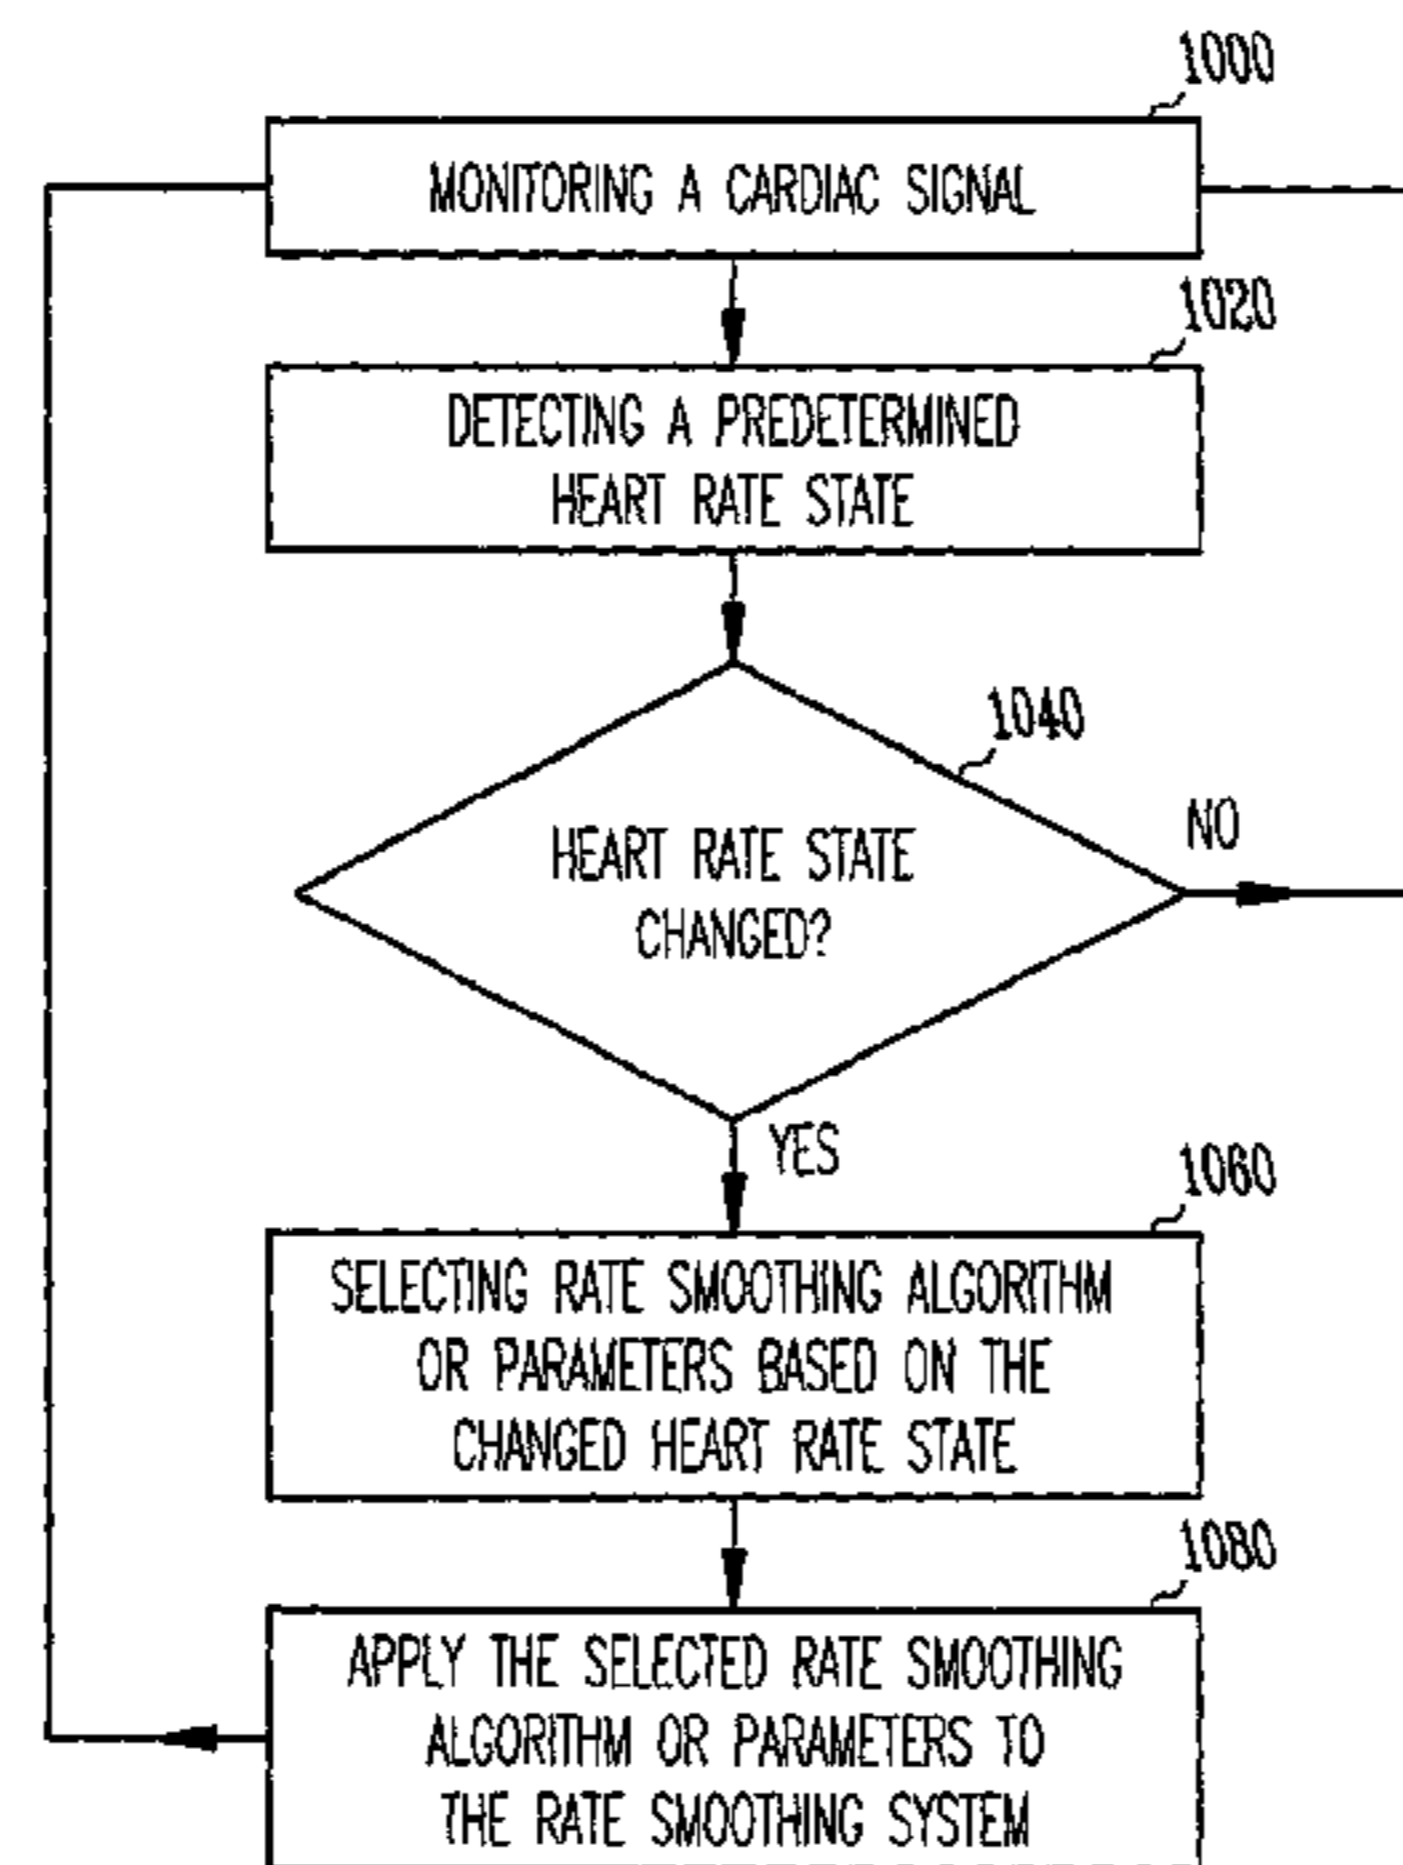 1000
MONITORING A CARDIAC SIGNAL
1020
DETECTING A PREDETERMINED
HEART RATE STATE
1040
HEART RATE STATE
CHANGED?
NO
YES
1060
SELECTING RATE SMOOTHING ALGORITHM
OR PARAMETERS BASED ON THE
CHANGED HEART RATE STATE
1080
APPLY THE SELECTED RATE SMOOTHING
ALGORITHM OR PARAMETERS TO
THE RATE SMOOTHING SYSTEM